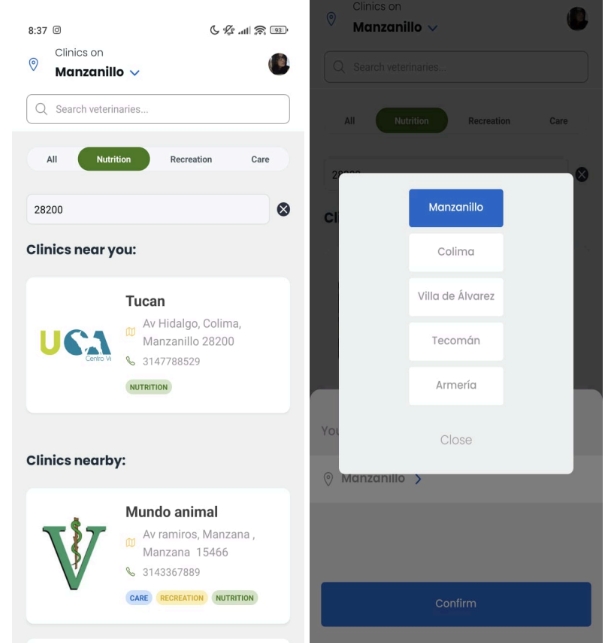 8:37
93
Clinics on
Manzanillo
Search veterinaries...
All
Nutrition
Recreation
Care
28200
Clinics near you:
UCA
Centro Vi
Tucan
Av Hidalgo, Colima,
Manzanillo 28200
3147788529
NUTRITION
Clinics nearby:
V
Mundo animal
Av ramiros, Manzana ,
Manzana 15466
3143367889
CARE
RECREATION
NUTRITION
Clinics on
Manzanillo
Search veterinaries...
All
Nutrition
Recreation
Care
Cl
Manzanillo
Colima
Villa de Álvarez
Tecomán
Armería
Close
You
Manzanillo
Confirm